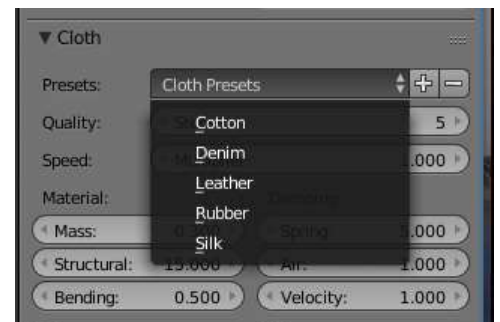 Cloth
Presets: Cloth Presets
Quality: 5
Cotton
Speed: .000
Denim
Material:
Leather
Mass: Spring 5.000
Rubber
Structural: 15.000 Air: 1.000
Silk
Bending: 0.500 Velocity: 1.000